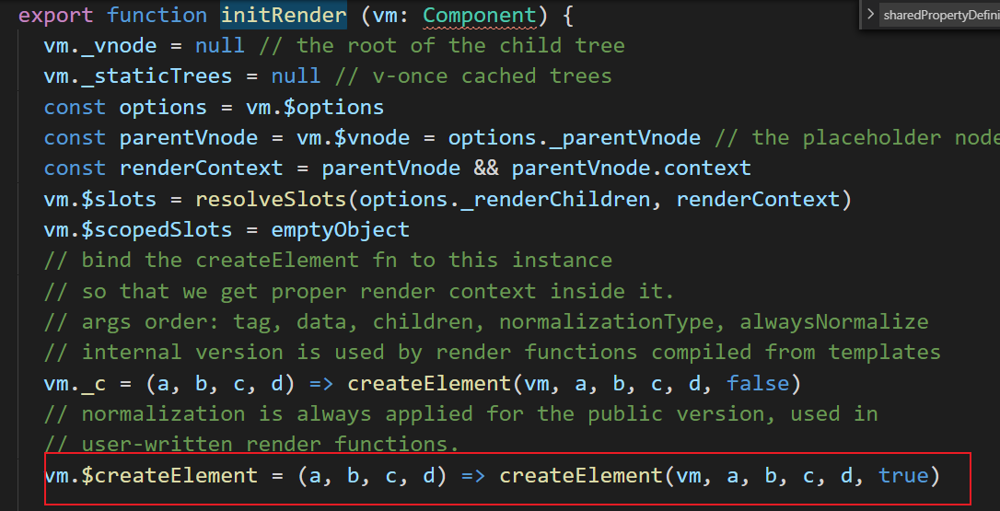 export function initRender (vm: Component) {
sharedPropertyDefini
vm._vnode = null // the root of the child tree
vm._staticTrees = null // v-once cached trees
const options = vm.$options
const parentVnode = vm.$vnode = options._parentVnode // the placeholder node
const renderContext = parentVnode && parentVnode.context
vm.$slots = resolveSlots(options._renderChildren, renderContext)
vm.$scopedSlots = emptyObject
// bind the createElement fn to this instance
// so that we get proper render context inside it.
// args order: tag, data, children, normalizationType, alwaysNormalize
// internal version is used by render functions compiled from templates
vm._c = (a, b, c, d) => createElement(vm, a, b, c, d, false)
// normalization is always applied for the public version, used in
// user-written render functions.
vm.$createElement = (a, b, c, d) => createElement(vm, a, b, c, d, true)